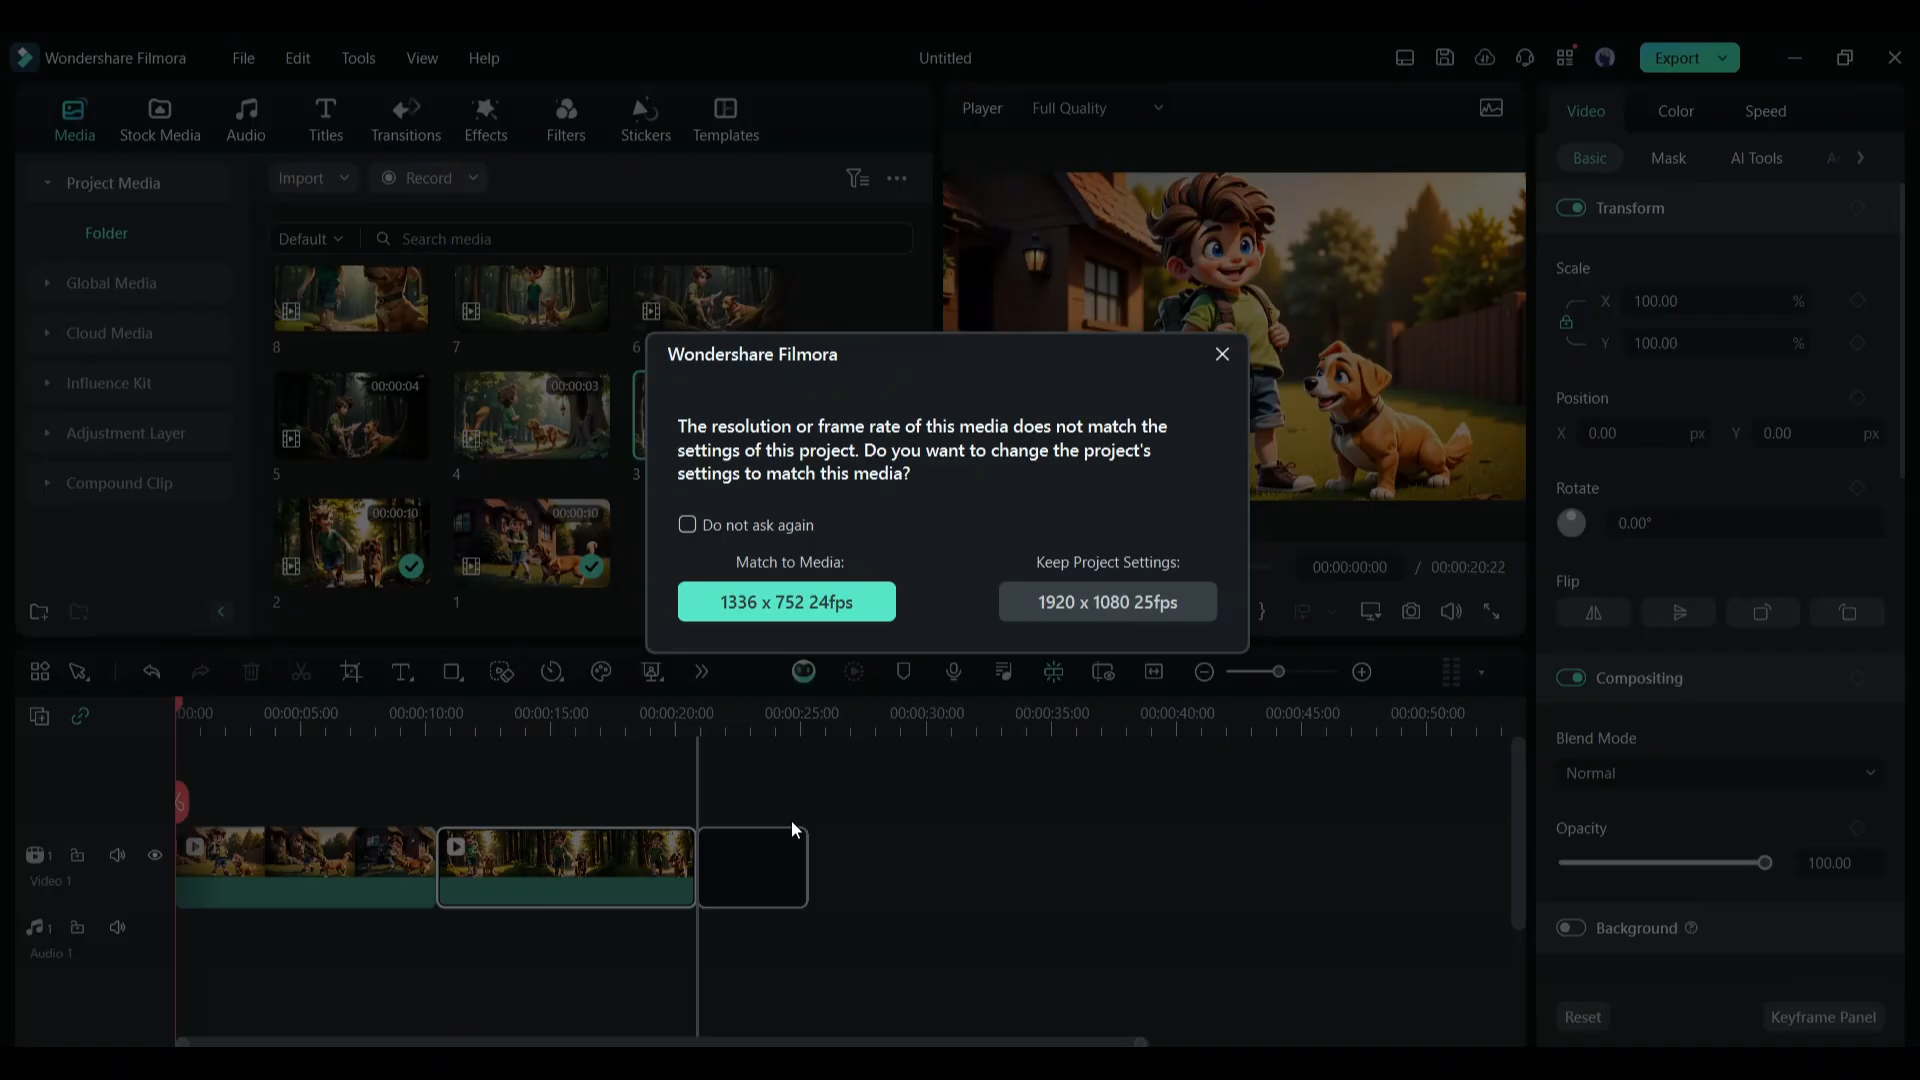 Wondershare Filmora
File
Edit
Tools
View
Help
Untitled
Export
Media
Stock Media
Audio
Titles
Transitions
Effects
Filters
Stickers
Templates
Player
Full Quality
Video
Color
Speed
Basic
Mask
AI Tools
Project Media
Folder
Global Media
Cloud Media
Influence Kit
Adjustment Layer
Compound Clip
Import
Record
Default
Search media
8
7
6
00:00:04
00:00:03
5
4
3
00:00:10
00:00:10
2
1
Wondershare Filmora
The resolution or frame rate of this media does not match the
settings of this project. Do you want to change the project's
settings to match this media?
Do not ask again
Match to Media:
Keep Project Settings:
1336 x 752 24fps
1920 x 1080 25fps
00:00:00:00 / 00:00:20:22
Transform
Scale
X 100.00 %
Y 100.00 %
Position
X 0.00 px Y 0.00 px
Rotate
0.00°
Flip
Compositing
Blend Mode
Normal
Opacity
100.00
Background
Reset
Keyframe Panel
:00:00
00:00:05:00
00:00:10:00
00:00:15:00
00:00:20:00
00:00:25:00
00:00:30:00
00:00:35:00
00:00:40:00
00:00:45:00
00:00:50:00
1
Video 1
1
Audio 1